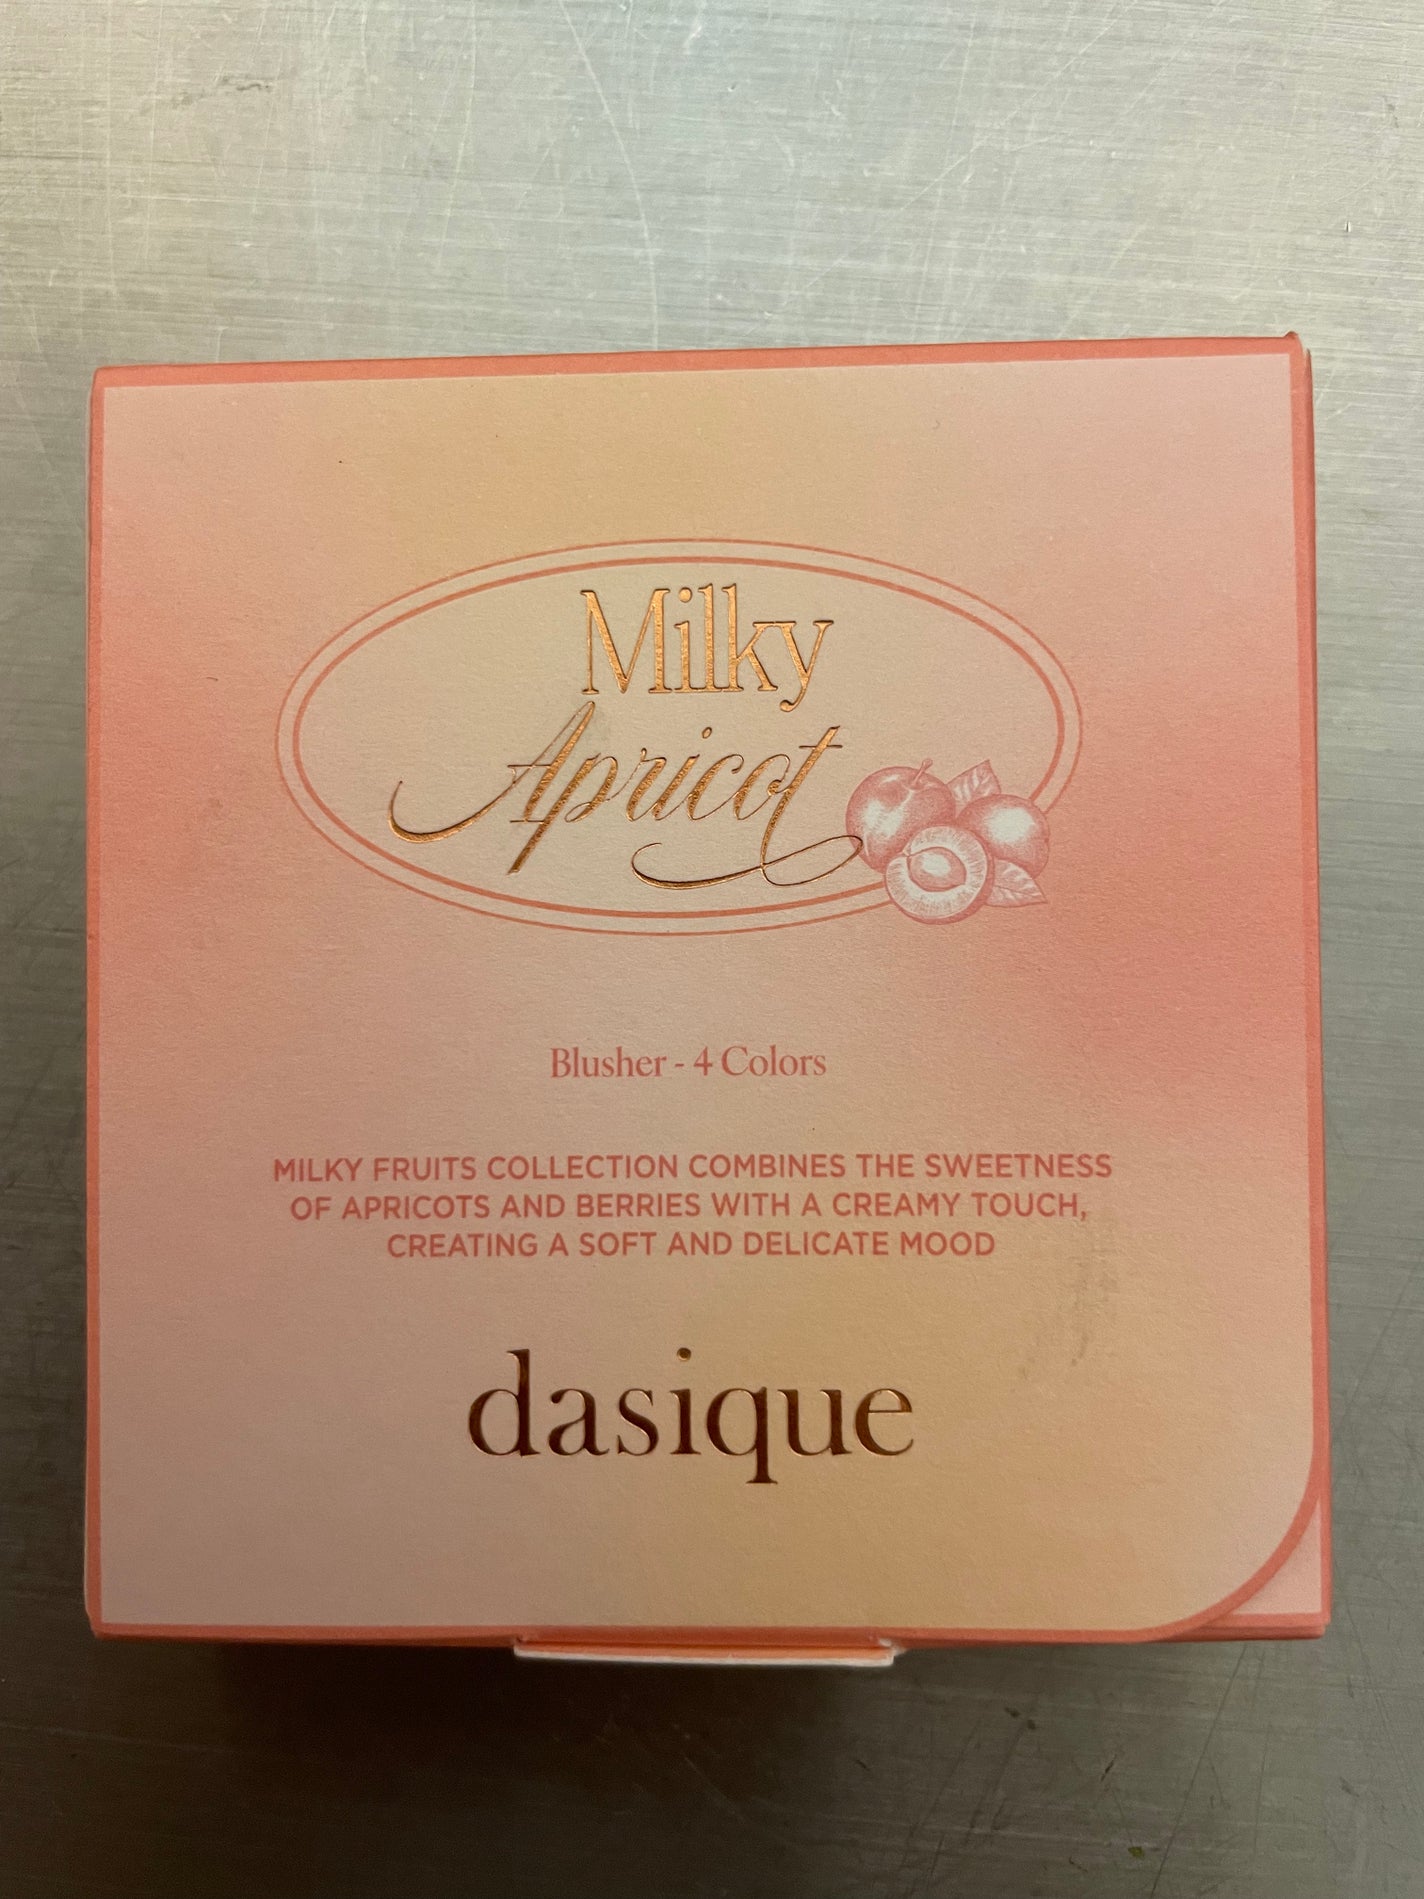 Milky
Apricot
Blusher - 4 Colors
MILKY FRUITS COLLECTION COMBINES THE SWEETNESS
OF APRICOTS AND BERRIES WITH A CREAMY TOUCH,
CREATING A SOFT AND DELICATE MOOD
dasique